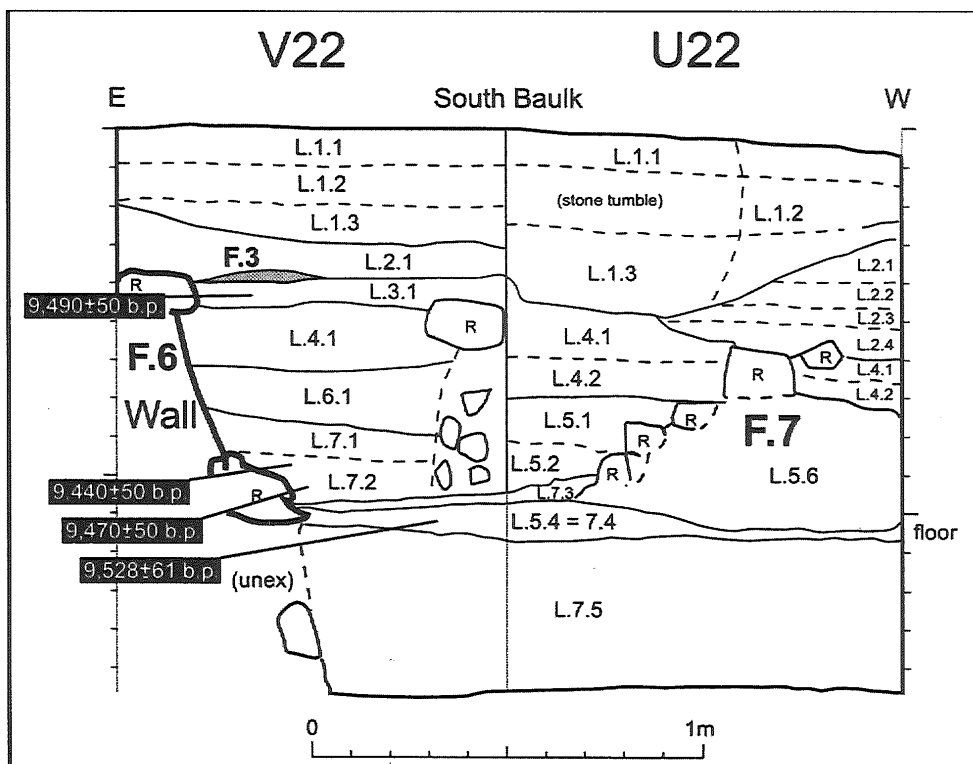 V22 U22
E South Baulk W
L.1.1 L.1.1
L.1.2 (stone tumble) L.1.2
L.1.3
F.3 L.2.1 L.1.3 L.2.1
R L.3.1 L.2.2
9,490±50 b.p. L.2.3
R L.4.1 L.4.1 R L.2.4
F.6 L.4.2 R L.4.1
L.4.2
Wall L.6.1 R F.7
L.7.1 L.5.1 R
L.7.2 L.5.2 L.5.6
9,440±50 b.p. R L.7.3
9,470±50 b.p. L.5.4 = 7.4 floor
9,528±61 b.p.
(unex) L.7.5
0 1m